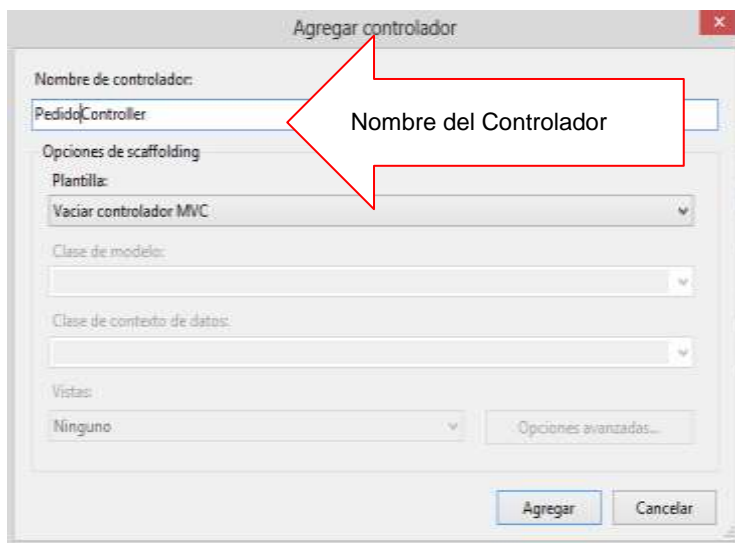 Agregar controlador
Nombre de controlador:
PedidoController
Nombre del Controlador
Opciones de scaffolding
Plantilla:
Vaciar controlador MVC
Clase de modelo:
Clase de contexto de datos:
Vistas:
Ninguno
Opciones avanzadas...
Agregar
Cancelar